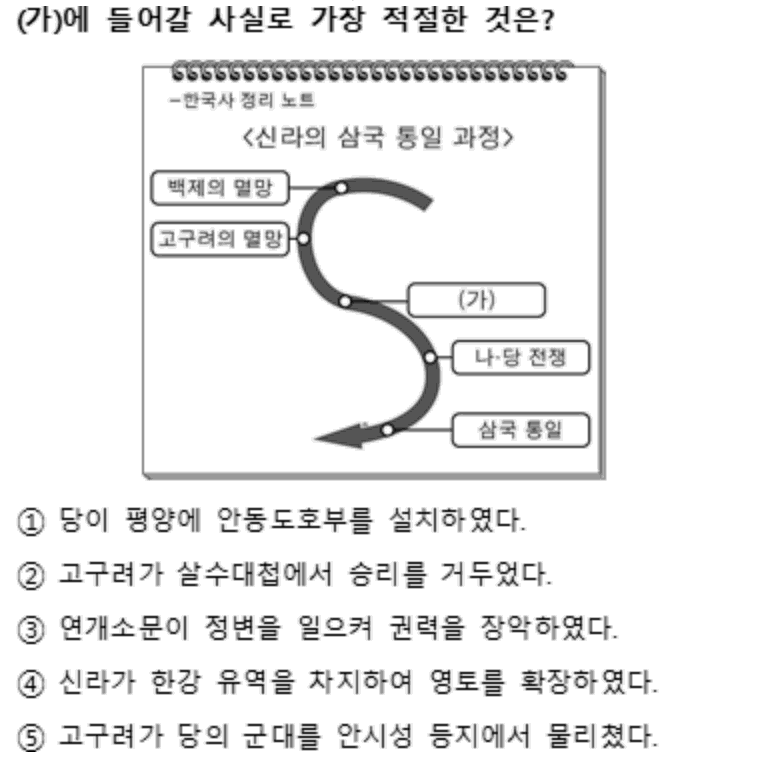 (가)에 들어갈 사실로 가장 적절한 것은?
-한국사 정리 노트
<신라의 삼국 통일 과정>
백제의 멸망
고구려의 멸망
(가)
나·당 전쟁
삼국 통일
① 당이 평양에 안동도호부를 설치하였다.
② 고구려가 살수대첩에서 승리를 거두었다.
③ 연개소문이 정변을 일으켜 권력을 장악하였다.
④ 신라가 한강 유역을 차지하여 영토를 확장하였다.
⑤ 고구려가 당의 군대를 안시성 등지에서 물리쳤다.